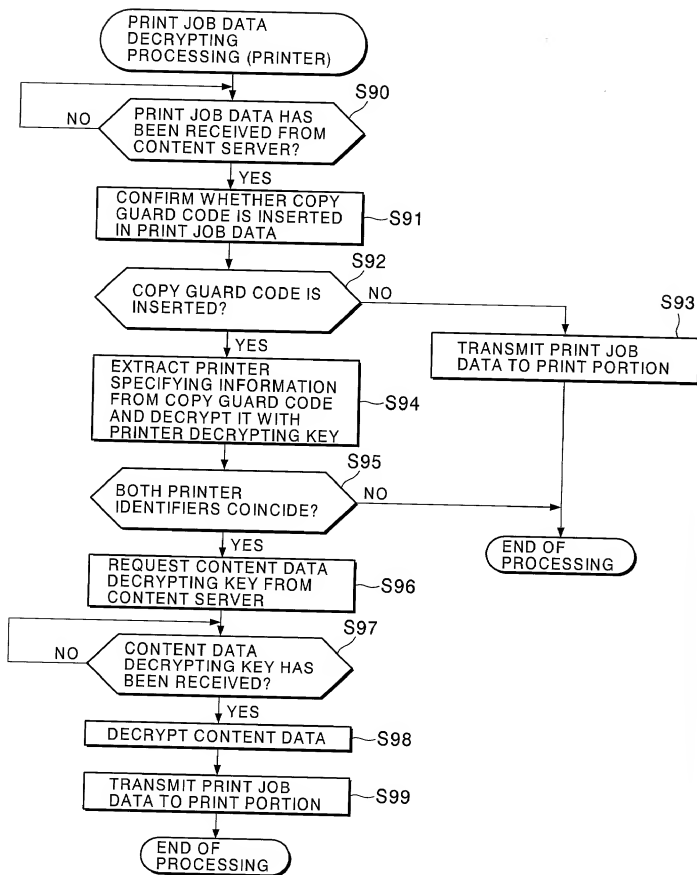 PRINT JOB DATA
DECRYPTING
PROCESSING (PRINTER)
S90
NO
PRINT JOB DATA HAS
BEEN RECEIVED FROM
CONTENT SERVER?
YES
CONFIRM WHETHER COPY
GUARD CODE IS INSERTED
IN PRINT JOB DATA
S91
S92
COPY GUARD CODE IS
INSERTED?
NO
S93
TRANSMIT PRINT JOB
DATA TO PRINT PORTION
YES
EXTRACT PRINTER
SPECIFYING INFORMATION
FROM COPY GUARD CODE
AND DECRYPT IT WITH
PRINTER DECRYPTING KEY
S94
S95
BOTH PRINTER
IDENTIFIERS COINCIDE?
NO
END OF
PROCESSING
YES
REQUEST CONTENT DATA
DECRYPTING KEY FROM
CONTENT SERVER
S96
S97
NO
CONTENT DATA
DECRYPTING KEY HAS
BEEN RECEIVED?
YES
DECRYPT CONTENT DATA
S98
TRANSMIT PRINT JOB
DATA TO PRINT PORTION
S99
END OF
PROCESSING